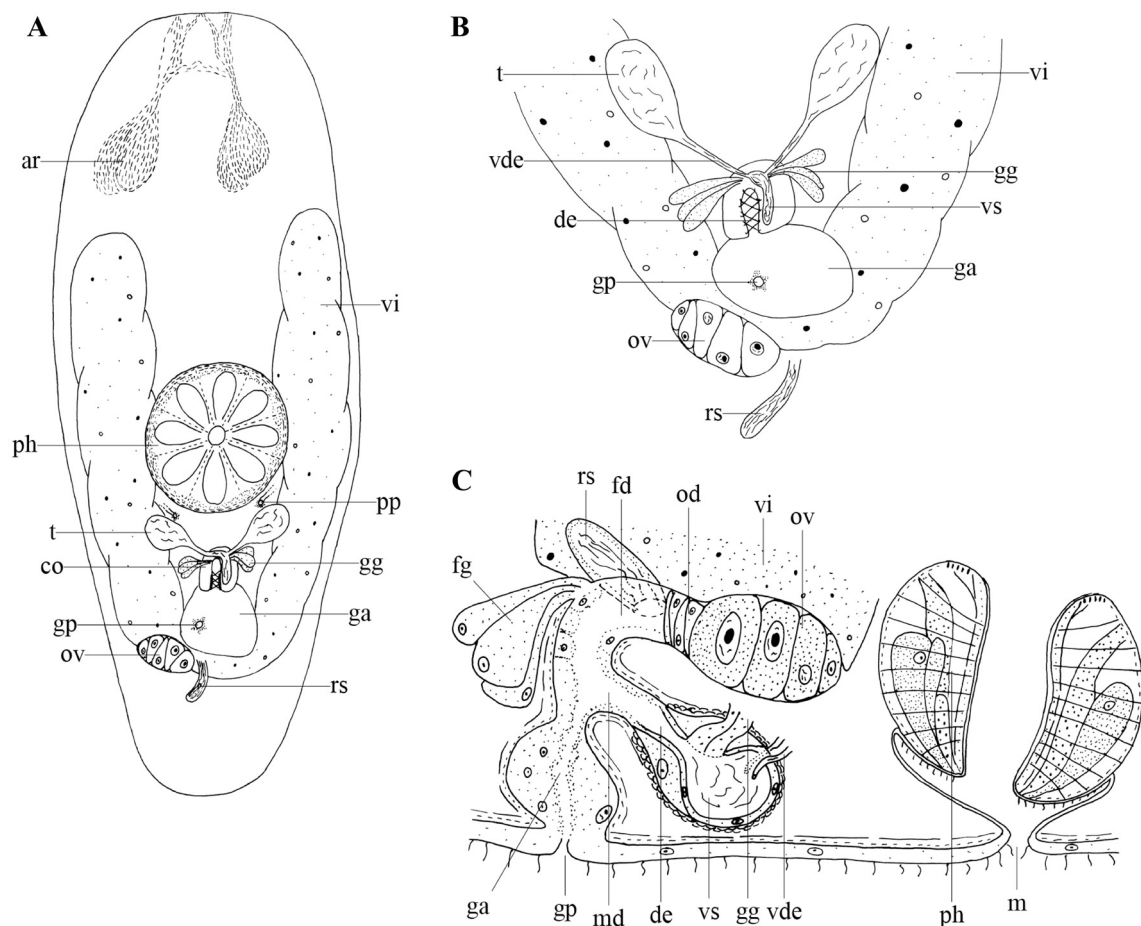 A
ar
vi
ph
pp
t
co
gg
gp
ga
ov
rs
B
t
vi
vde
gg
de
vs
gp
ga
ov
rs
C
rs
fd
od
vi
ov
fg
ga
gp
md
de
vs
gg
vde
ph
m